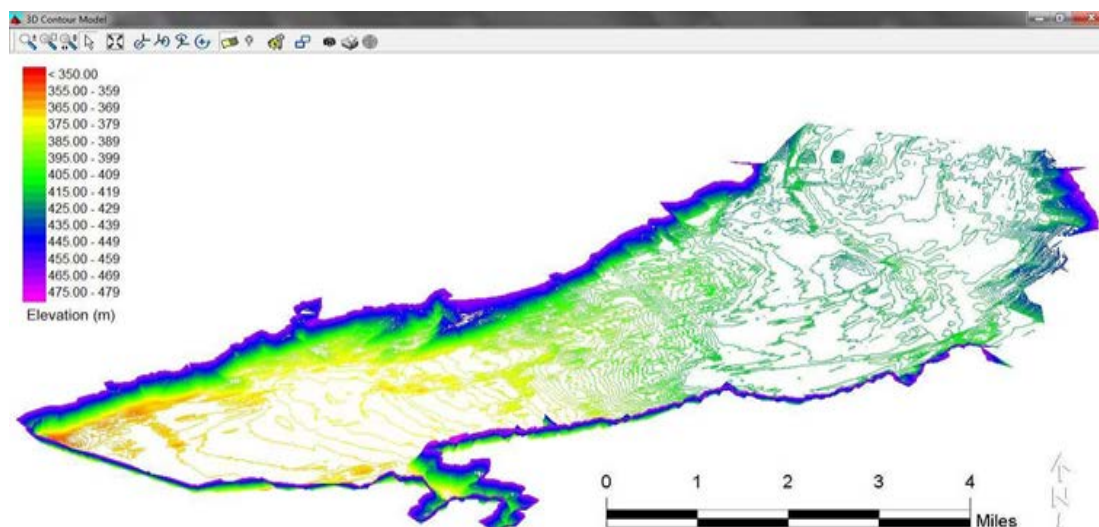 3D Contour Model
< 350.00
355.00 - 359
365.00 - 369
375.00 - 379
385.00 - 389
395.00 - 399
405.00 - 409
415.00 - 419
425.00 - 429
435.00 - 439
445.00 - 449
455.00 - 459
465.00 - 469
475.00 - 479
Elevation (m)
0 1 2 3 4
Miles
N